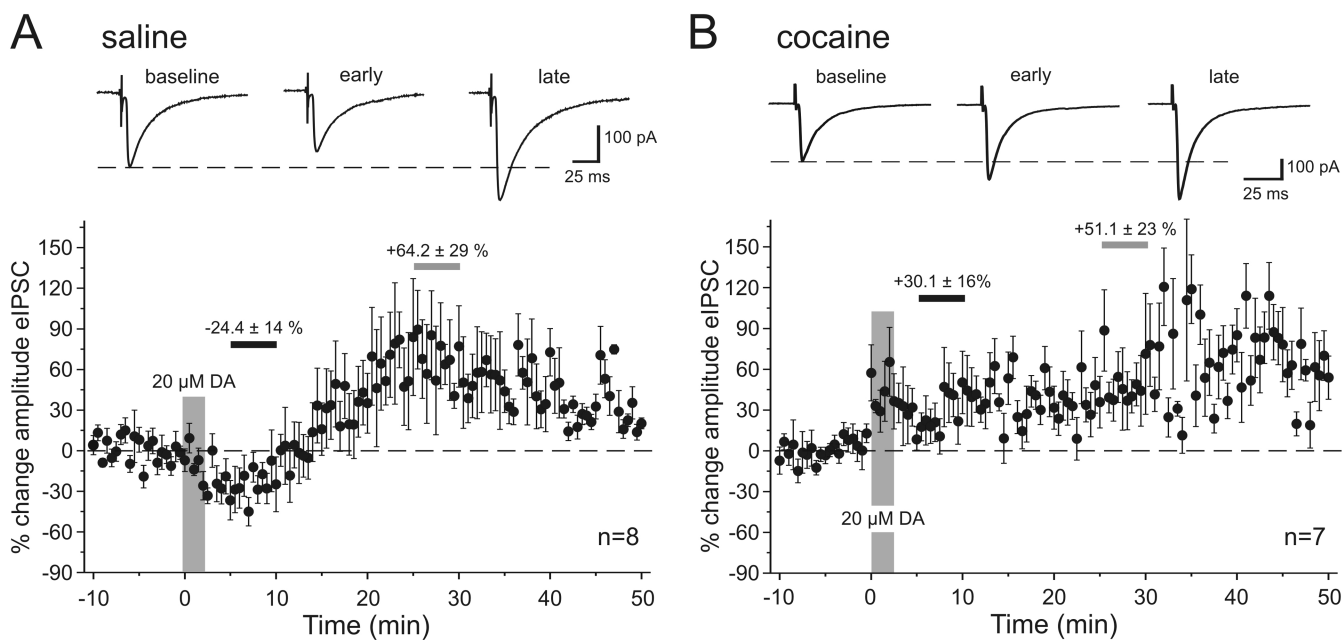 A saline
baseline early late
100 pA
25 ms
% change amplitude eIPSC
150
120
90
60
30
0
-30
-60
-90
+64.2 ± 29 %
-24.4 ± 14 %
20 µM DA
n=8
-10 0 10 20 30 40 50
Time (min)
B cocaine
baseline early late
100 pA
25 ms
% change amplitude eIPSC
150
120
90
60
30
0
-30
-60
-90
+51.1 ± 23 %
+30.1 ± 16%
20 µM DA
n=7
-10 0 10 20 30 40 50
Time (min)